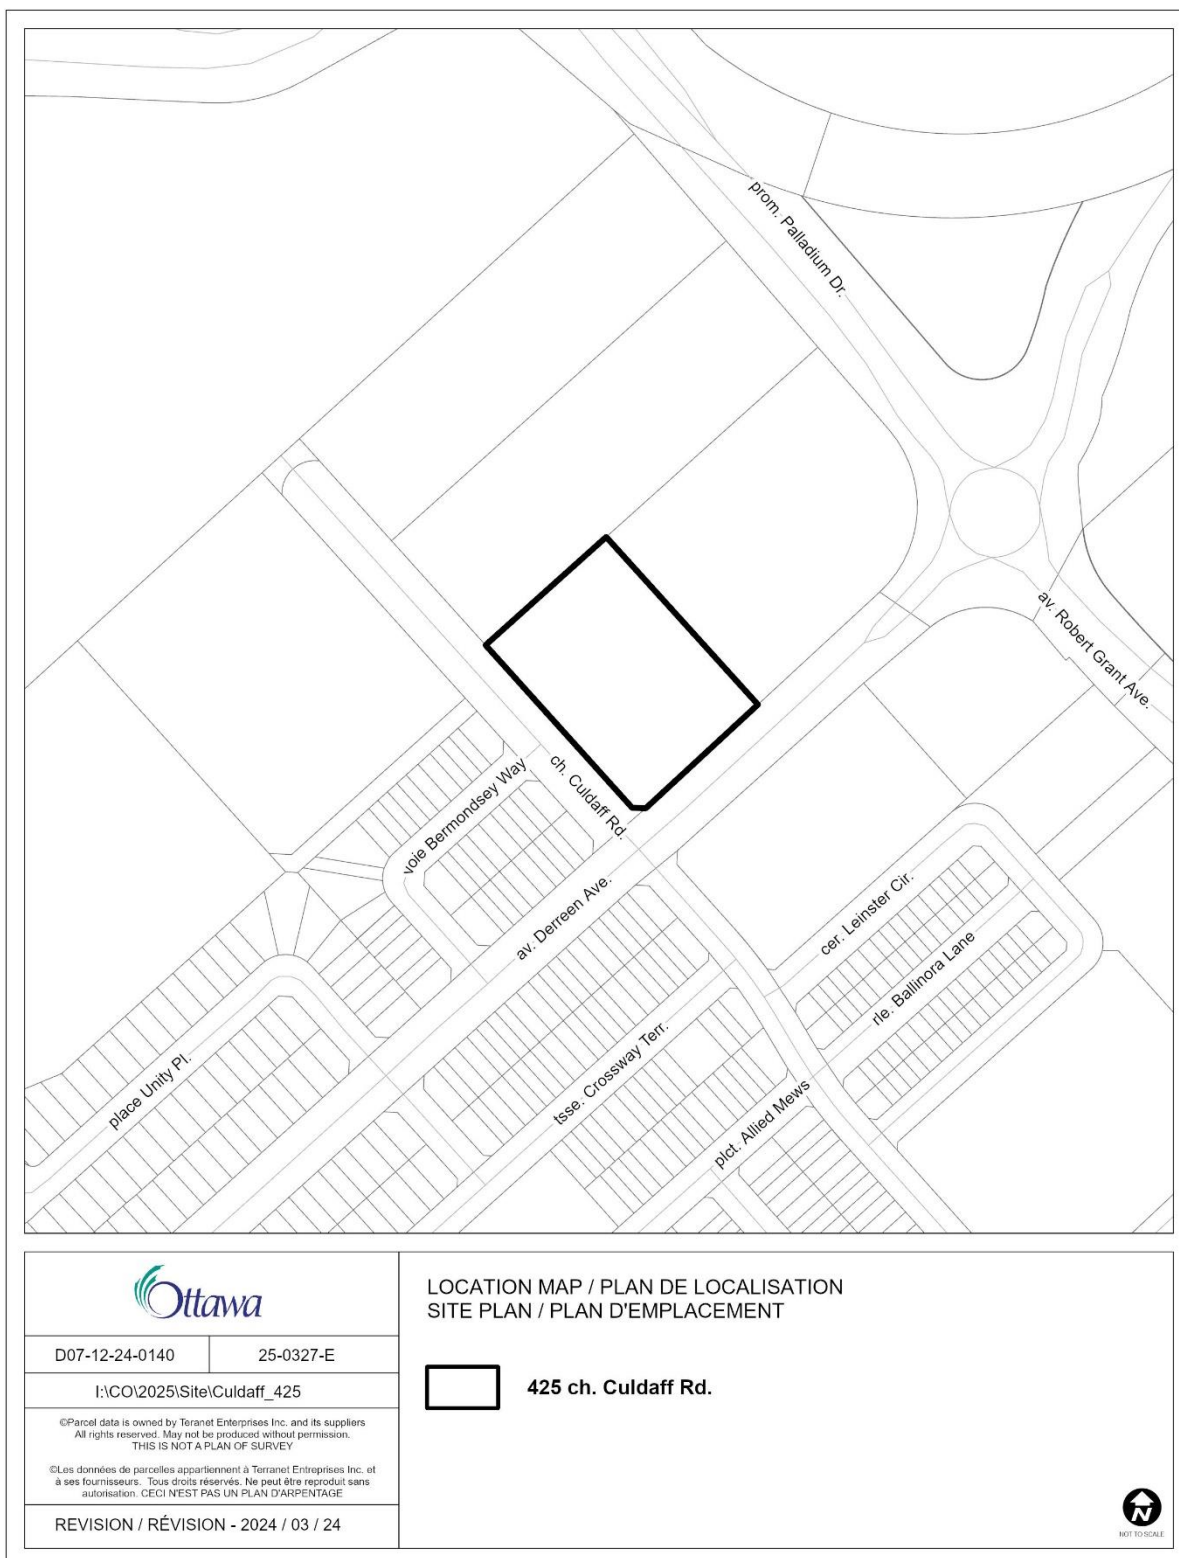 prom. Palladium Dr.
av. Robert Grant Ave.
ch. Culdaff Rd.
voie Bermondsey Way
av. Derreen Ave.
cer. Leinster Cir.
rle. Ballinora Lane
tsse. Crossway Terr.
place Unity Pl.
plct. Allied Mews
Ottawa
D07-12-24-0140
25-0327-E
I:\CO\2025\Site\Culdaff_425
©Parcel data is owned by Teranet Enterprises Inc. and its suppliers
All rights reserved. May not be produced without permission.
THIS IS NOT A PLAN OF SURVEY
©Les données de parcelles appartiennent à Terranet Entreprises Inc. et
à ses fournisseurs. Tous droits réservés. Ne peut être reproduit sans
autorisation. CECI N'EST PAS UN PLAN D'ARPENTAGE
REVISION / RÉVISION - 2024 / 03 / 24
LOCATION MAP / PLAN DE LOCALISATION
SITE PLAN / PLAN D'EMPLACEMENT
425 ch. Culdaff Rd.
N
NOT TO SCALE